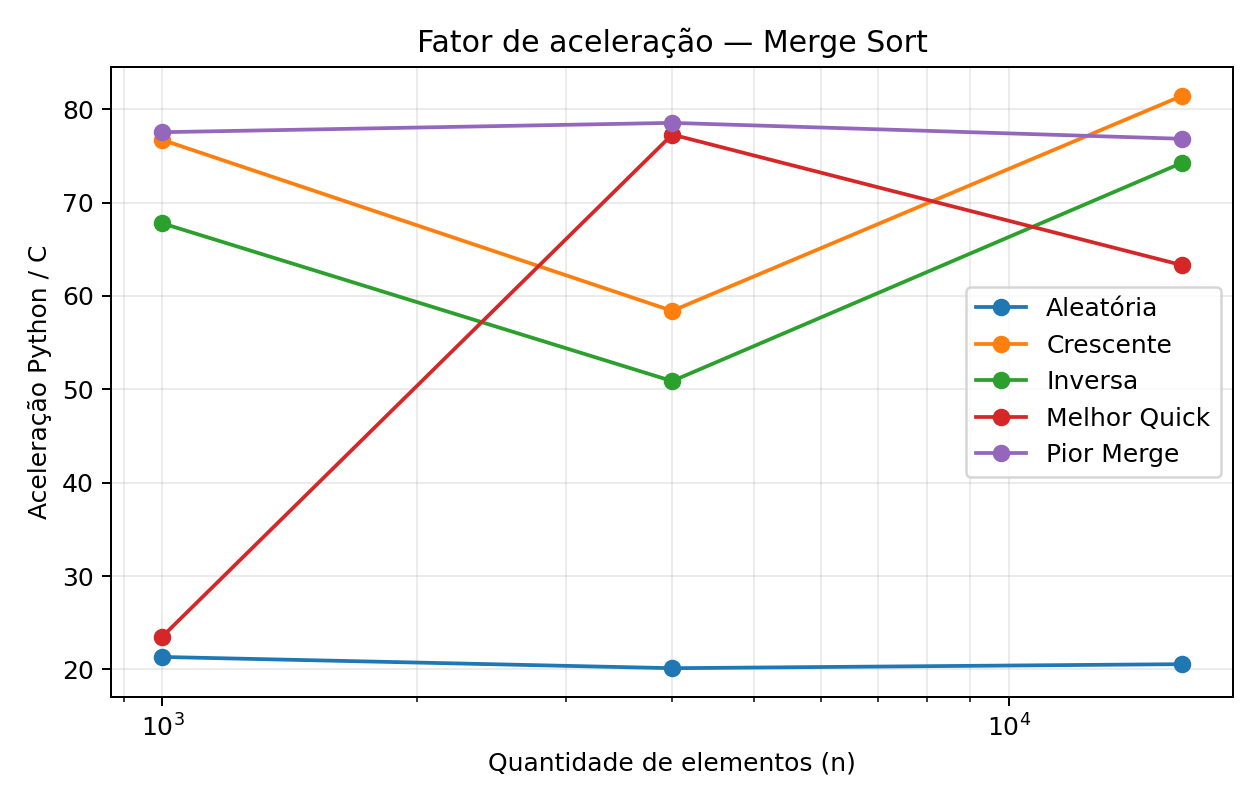 Fator de aceleração — Merge Sort
Aceleração Python / C
80
70
60
50
40
30
20
Aleatória
Crescente
Inversa
Melhor Quick
Pior Merge
10³
10⁴
Quantidade de elementos (n)